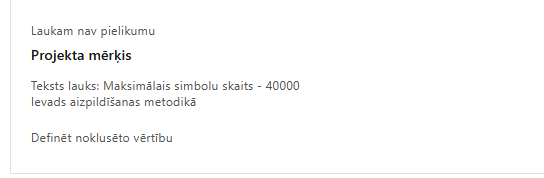 Laukam nav pielikumu
Projekta mērķis
Teksts lauks: Maksimālais simbolu skaits - 40000
Ievads aizpildīšanas metodikā
Definēt noklusēto vērtību